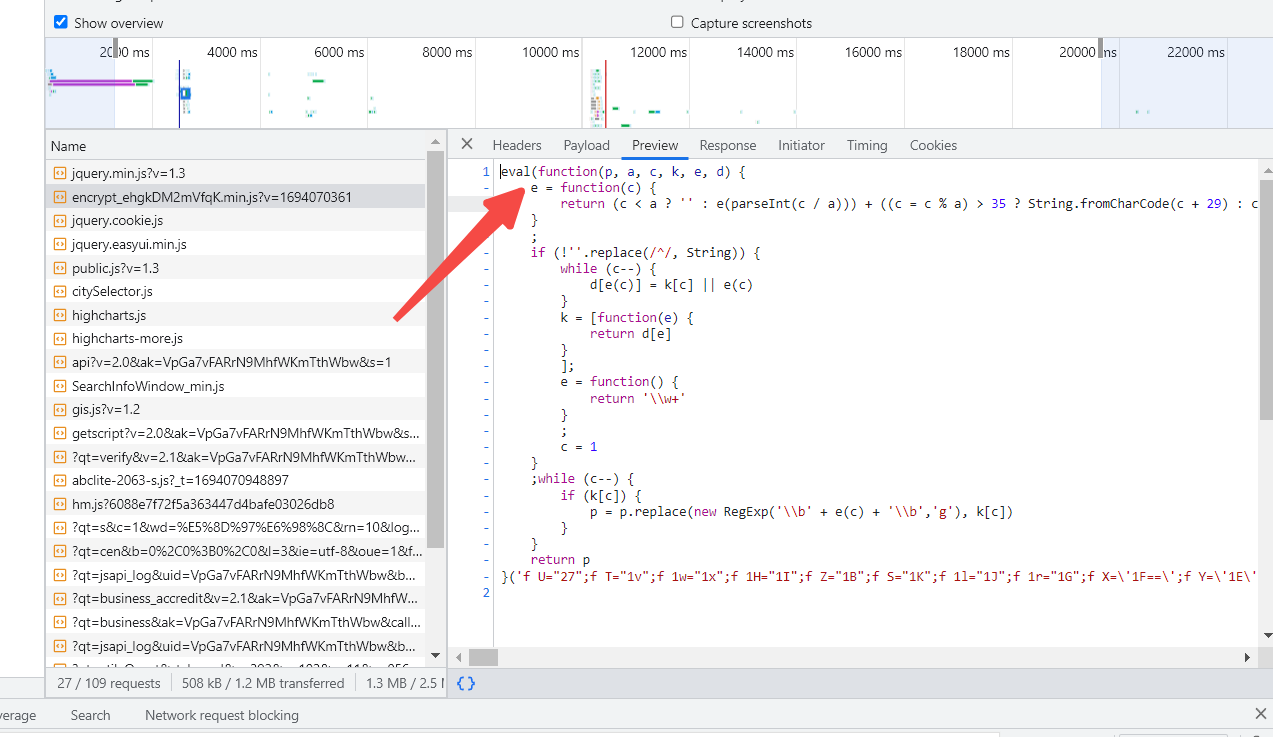 Show overview
Capture screenshots
2000 ms 4000 ms 6000 ms 8000 ms 10000 ms 12000 ms 14000 ms 16000 ms 18000 ms 20000 ms 22000 ms
Name
jquery.min.js?v=1.3
encrypt_ehgkDM2mVfqK.min.js?v=1694070361
jquery.cookie.js
jquery.easyui.min.js
public.js?v=1.3
citySelector.js
highcharts.js
highcharts-more.js
api?v=2.0&ak=VpGa7vFARrN9MhfWKmTthWbw&s=1
SearchInfoWindow_min.js
gis.js?v=1.2
getscript?v=2.0&ak=VpGa7vFARrN9MhfWKmTthWbw&s...
?qt=verify&v=2.1&ak=VpGa7vFARrN9MhfWKmTthWbw...
abclite-2063-s.js?_t=1694070948897
hm.js?6088e7f72f5a363447d4bafe03026db8
?qt=s&c=1&wd=%E5%8D%97%E6%98%8C&rn=10&log...
?qt=cen&b=0%2C0%3B0%2C0&l=3&ie=utf-8&oue=1&f...
?qt=jsapi_log&uid=VpGa7vFARrN9MhfWKmTthWbw&b...
?qt=business_accredit&v=2.1&ak=VpGa7vFARrN9MhfW...
?qt=business&ak=VpGa7vFARrN9MhfWKmTthWbw&call...
?qt=jsapi_log&uid=VpGa7vFARrN9MhfWKmTthWbw&b...
27 / 109 requests
508 kB / 1.2 MB transferred
1.3 MB / 2.5
Headers Payload Preview Response Initiator Timing Cookies
1 eval(function(p, a, c, k, e, d) {
- e = function(c) {
return (c < a ? '' : e(parseInt(c / a))) + ((c = c % a) > 35 ? String.fromCharCode(c + 29) : c
- }
- ;
- if (!''.replace(/^/, String)) {
- while (c--) {
- d[e(c)] = k[c] || e(c)
- }
- k = [function(e) {
- return d[e]
- }
- ];
- e = function() {
- return '\\w+'
- }
- ;
- c = 1
- }
- ;while (c--) {
- if (k[c]) {
- p = p.replace(new RegExp('\\b' + e(c) + '\\b','g'), k[c])
- }
- }
- return p
- }('f U="27";f T="1v";f 1w="1x";f 1H="1I";f Z="1B";f S="1K";f 1l="1J";f 1r="1G";f X=\'1F==\';f Y=\'1E\'
2
{}
verage Search Network request blocking